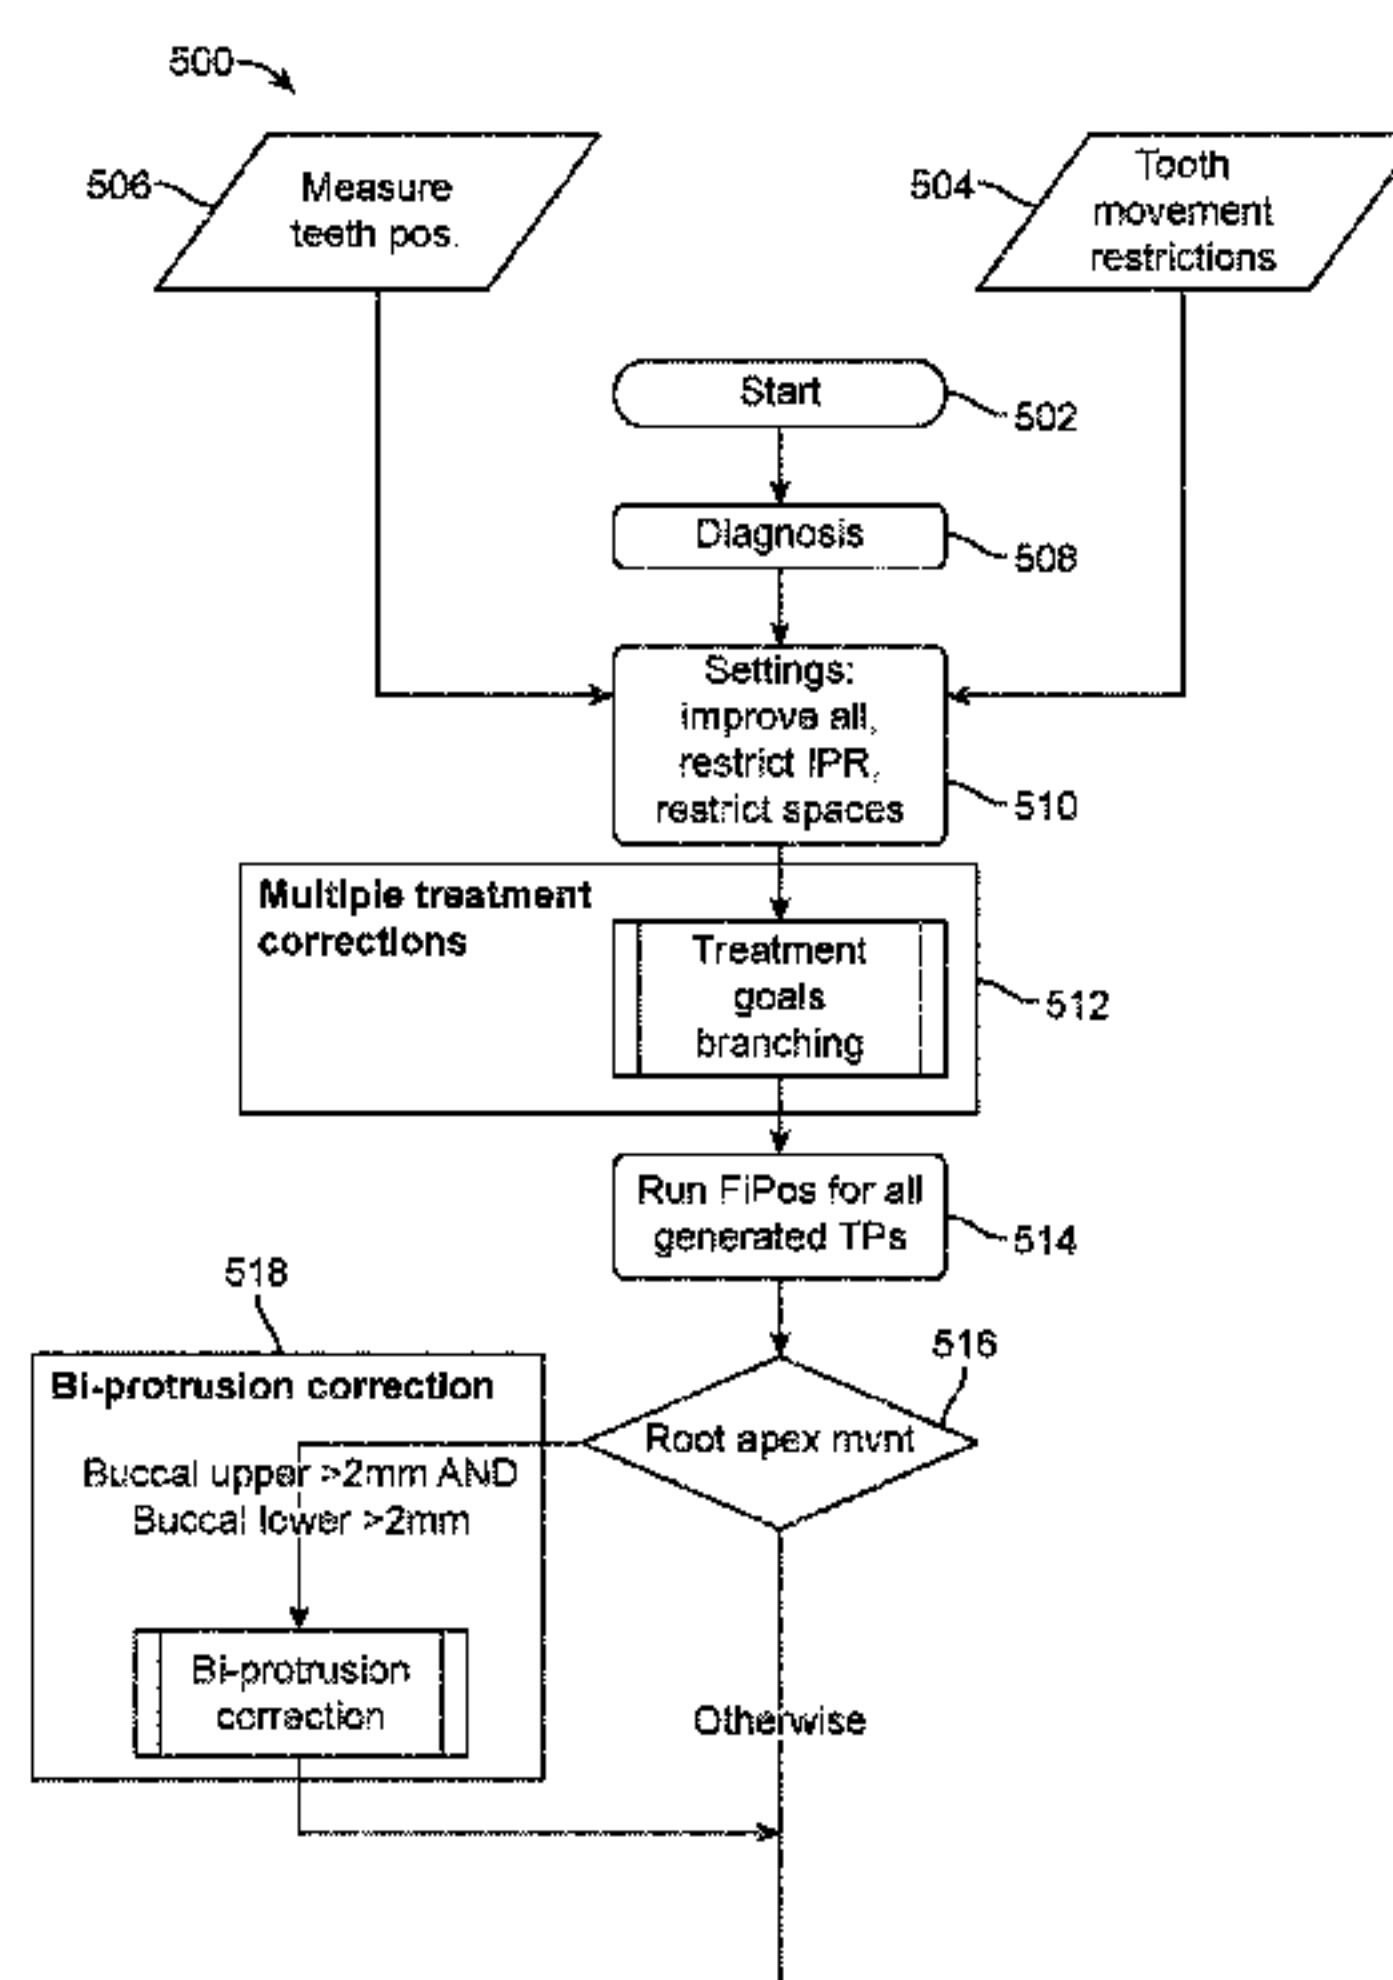 500
506
Measure
teeth pos.
504
Tooth
movement
restrictions
Start
502
Diagnosis
508
Settings:
improve all,
restrict IPR,
restrict spaces
510
Multiple treatment
corrections
Treatment
goals
branching
512
Run FiPos for all
generated TPs
514
518
516
Bi-protrusion correction
Root apex mvnt
Buccal upper >2mm AND
Buccal lower >2mm
Bi-protrusion
correction
Otherwise